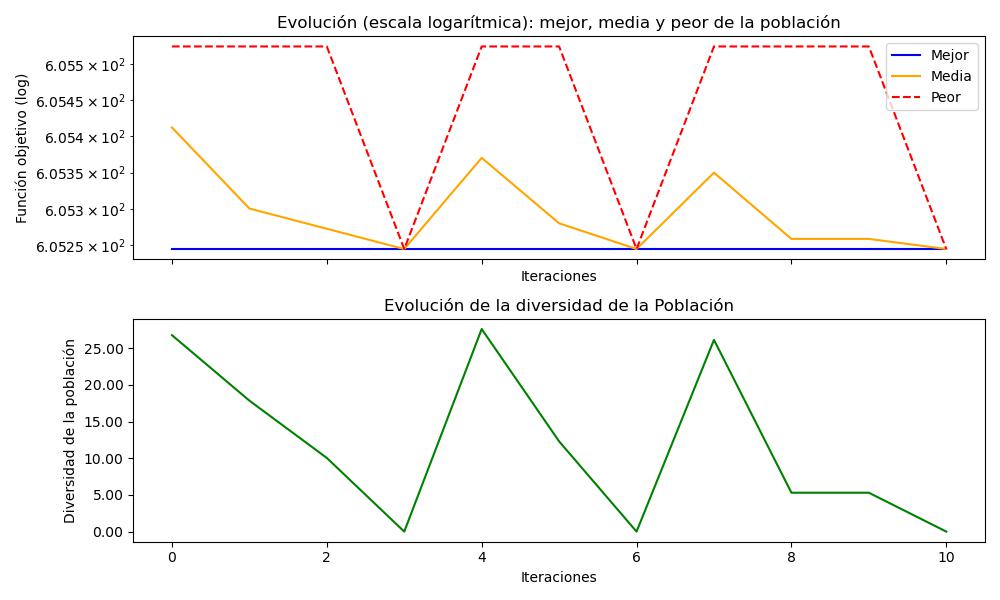 Evolución (escala logarítmica): mejor, media y peor de la población
Función objetivo (log)
6.055 × 10²
6.0545 × 10²
6.054 × 10²
6.0535 × 10²
6.053 × 10²
6.0525 × 10²
Mejor
Media
Peor
Iteraciones
Evolución de la diversidad de la Población
Diversidad de la población
25.00
20.00
15.00
10.00
5.00
0.00
0 2 4 6 8 10
Iteraciones